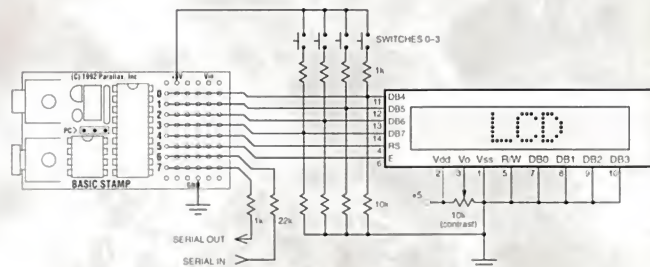 (C) 1992 Parallax, Inc.
+5V
Vin
SWITCHES 0-3
1k
0
1
2
3
4
5
6
7
PC>
BASIC STAMP
GND
DB4
11
DB5
12
DB6
13
DB7
14
RS
4
E
6
LCD
Vdd Vo Vss R/W DB0 DB1 DB2 DB3
2 3 1 5 7 8 9 10
+5
10k
(contrast)
1k
22k
10k
SERIAL OUT
SERIAL IN